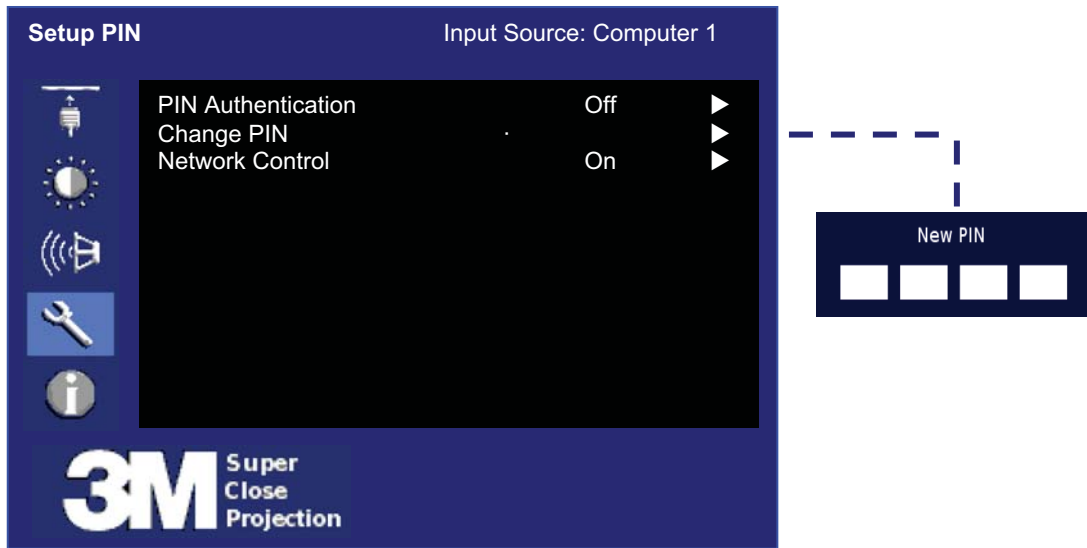 Setup PIN Input Source: Computer 1
PIN Authentication Off
Change PIN
Network Control On
New PIN
3M Super
Close
Projection